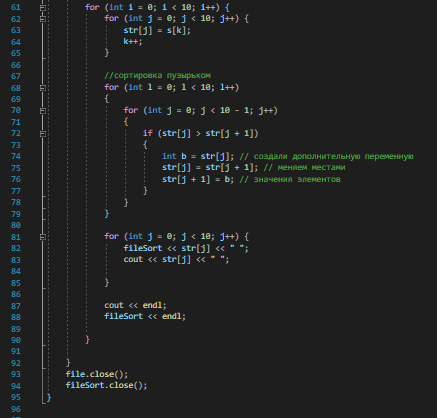 61 for (int i = 0; i < 10; i++) {
62 for (int j = 0; j < 10; j++) {
63 str[j] = s[k];
64 k++;
65 }
66
67 //сортировка пузырьком
68 for (int l = 0; l < 10; l++)
69 {
70 for (int j = 0; j < 10 - 1; j++)
71 {
72 if (str[j] > str[j + 1])
73 {
74 int b = str[j]; // создали дополнительную переменную
75 str[j] = str[j + 1]; // меняем местами
76 str[j + 1] = b; // значения элементов
77 }
78 }
79 }
80
81 for (int j = 0; j < 10; j++) {
82 fileSort << str[j] << " ";
83 cout << str[j] << " ";
84
85 }
86
87 cout << endl;
88 fileSort << endl;
89
90 }
91
92 }
93 file.close();
94 fileSort.close();
95 }
96